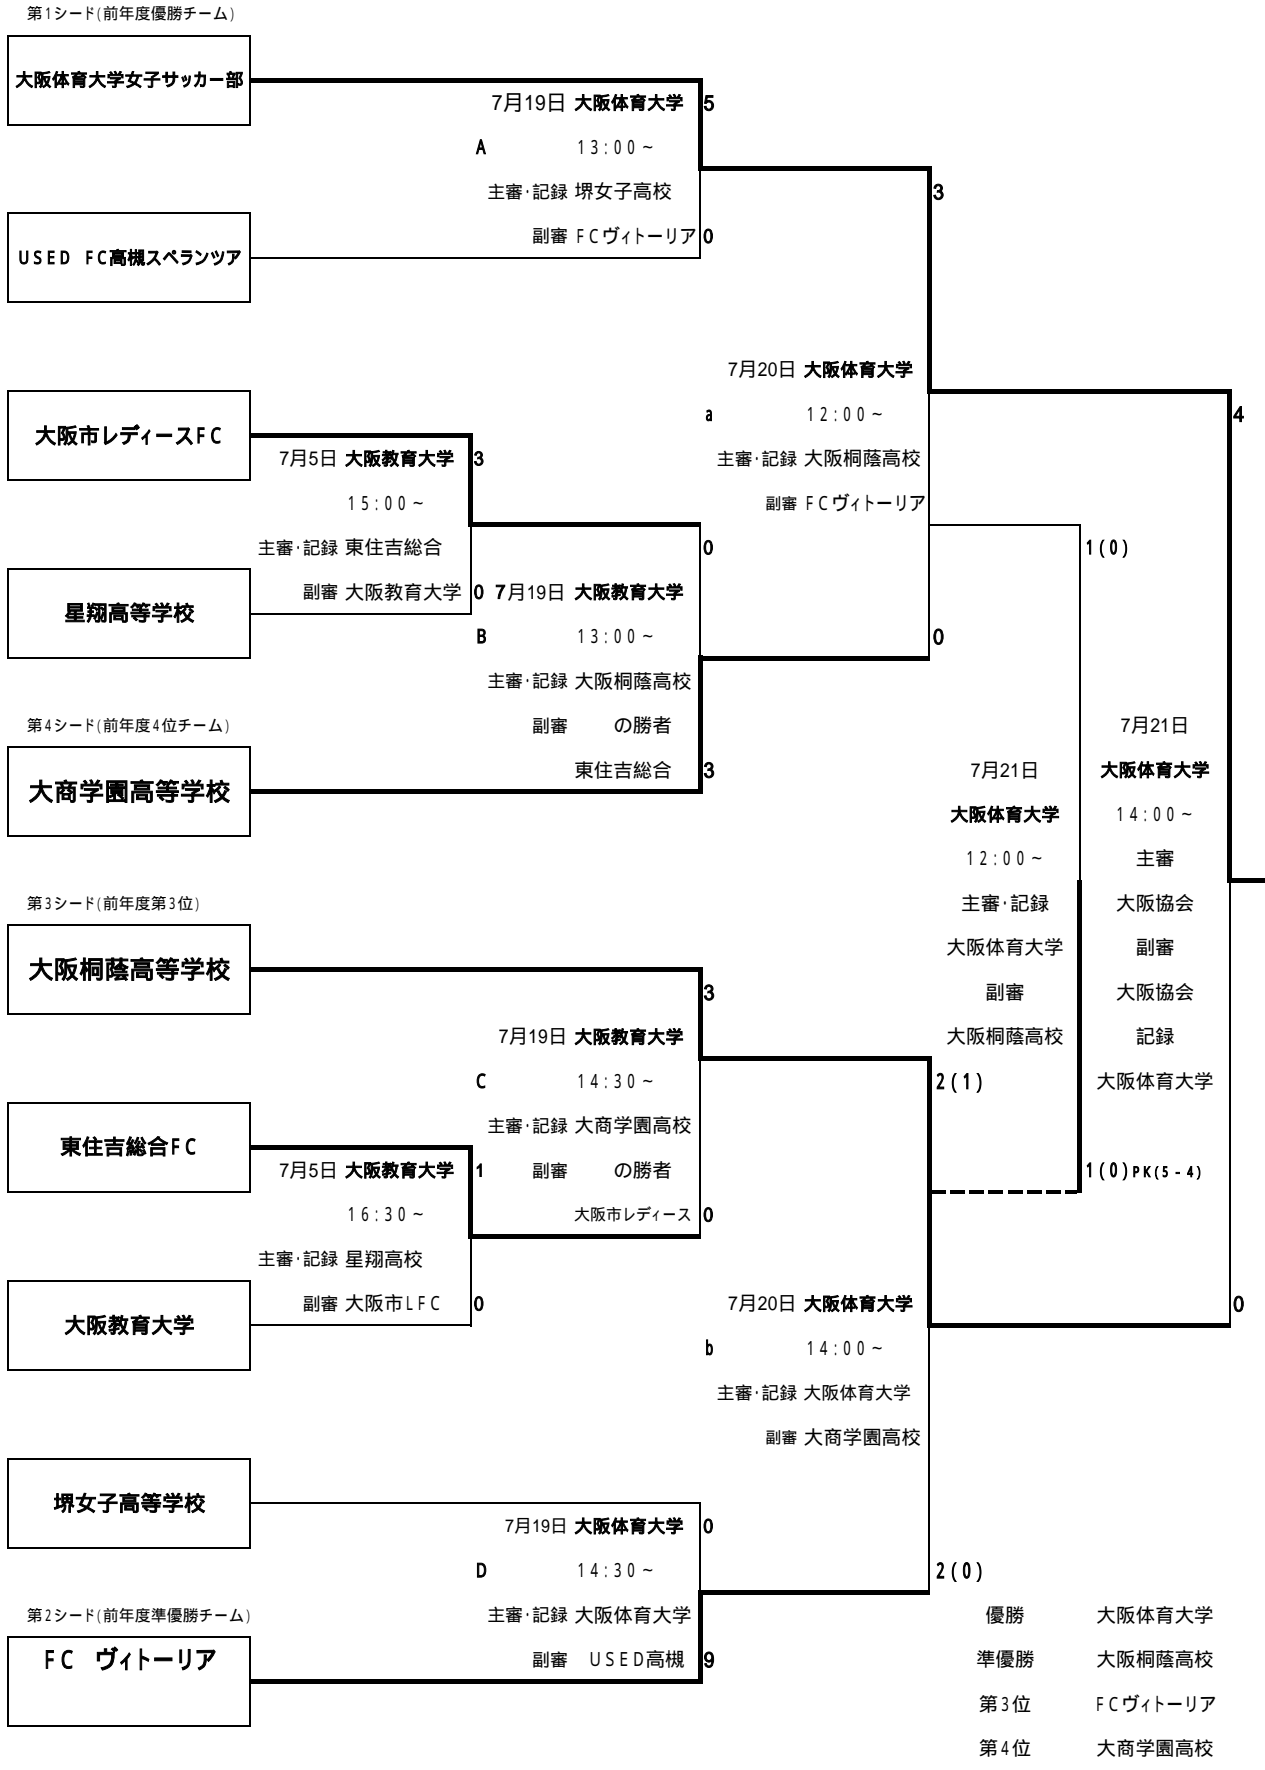 第1シード(前年度優勝チーム)
大阪体育大学女子サッカー部
7月19日 大阪体育大学 5
A 13:00～
主審・記録 堺女子高校
3
副審 FCヴィトーリア 0
USED FC高槻スペランツア
7月20日 大阪体育大学
a 12:00～
4
大阪市レディースFC
7月5日 大阪教育大学 3
主審・記録 大阪桐蔭高校
15:00～
副審 FCヴィトーリア
主審・記録 東住吉総合
0
1(0)
副審 大阪教育大学 0
7月19日 大阪教育大学
星翔高等学校
B 13:00～
0
主審・記録 大阪桐蔭高校
第4シード(前年度4位チーム)
副審 の勝者
7月21日
東住吉総合 3
7月21日
大阪体育大学
大商学園高等学校
大阪体育大学
14:00～
12:00～
主審
第3シード(前年度第3位)
主審・記録
大阪協会
大阪体育大学
副審
大阪桐蔭高等学校
3
副審
大阪協会
7月19日 大阪教育大学
大阪桐蔭高校
記録
C 14:30～
2(1)
大阪体育大学
主審・記録 大商学園高校
東住吉総合FC
7月5日 大阪教育大学 1
副審 の勝者
1(0)PK(5-4)
16:30～
大阪市レディース 0
主審・記録 星翔高校
副審 大阪市LFC 0
7月20日 大阪体育大学
0
大阪教育大学
b 14:00～
主審・記録 大阪体育大学
副審 大商学園高校
堺女子高等学校
7月19日 大阪体育大学 0
D 14:30～
2(0)
第2シード(前年度準優勝チーム)
主審・記録 大阪体育大学
優勝 大阪体育大学
FC ヴィトーリア
副審 USED高槻 9
準優勝 大阪桐蔭高校
第3位 FCヴィトーリア
第4位 大商学園高校